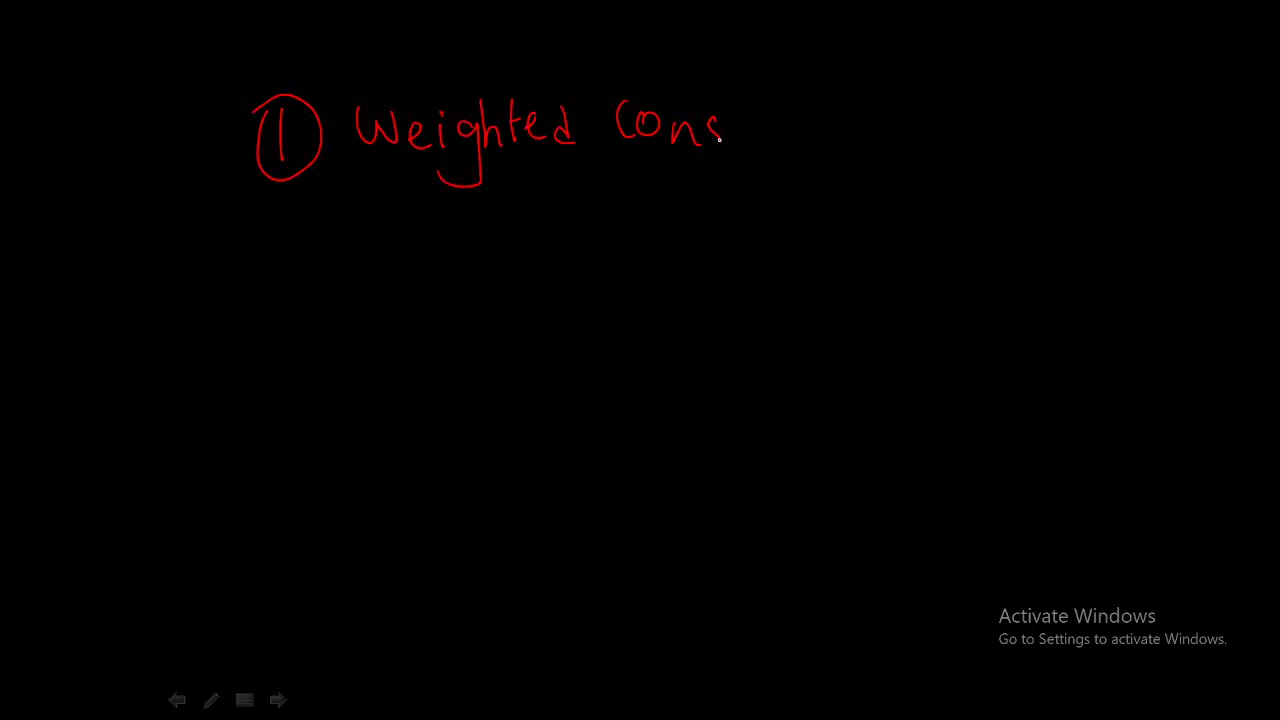 ① Weighted Cons
Activate Windows
Go to Settings to activate Windows.